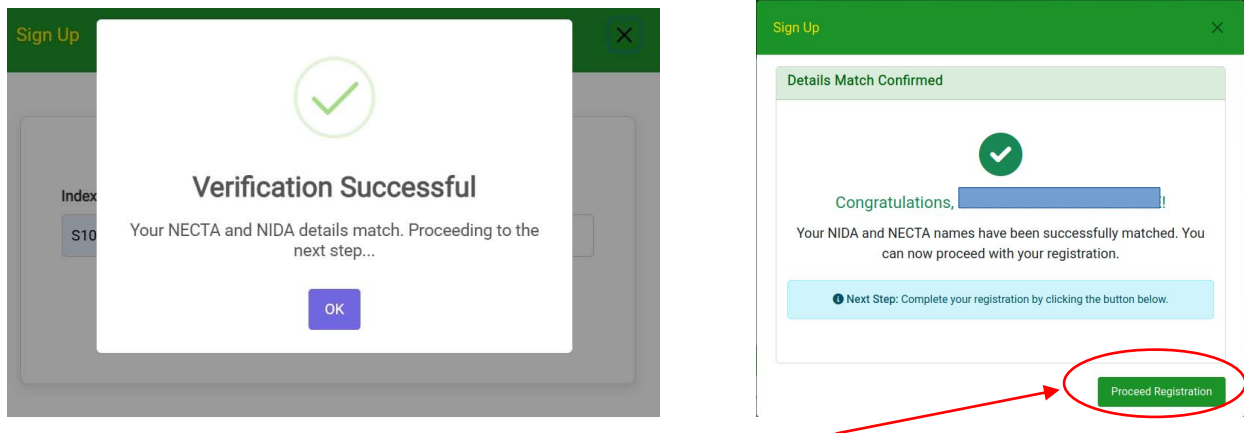 Sign Up
Index
S10
Verification Successful
Your NECTA and NIDA details match. Proceeding to the
next step...
OK
Sign Up
Details Match Confirmed
Congratulations, !
Your NIDA and NECTA names have been successfully matched. You
can now proceed with your registration.
Next Step: Complete your registration by clicking the button below.
Proceed Registration